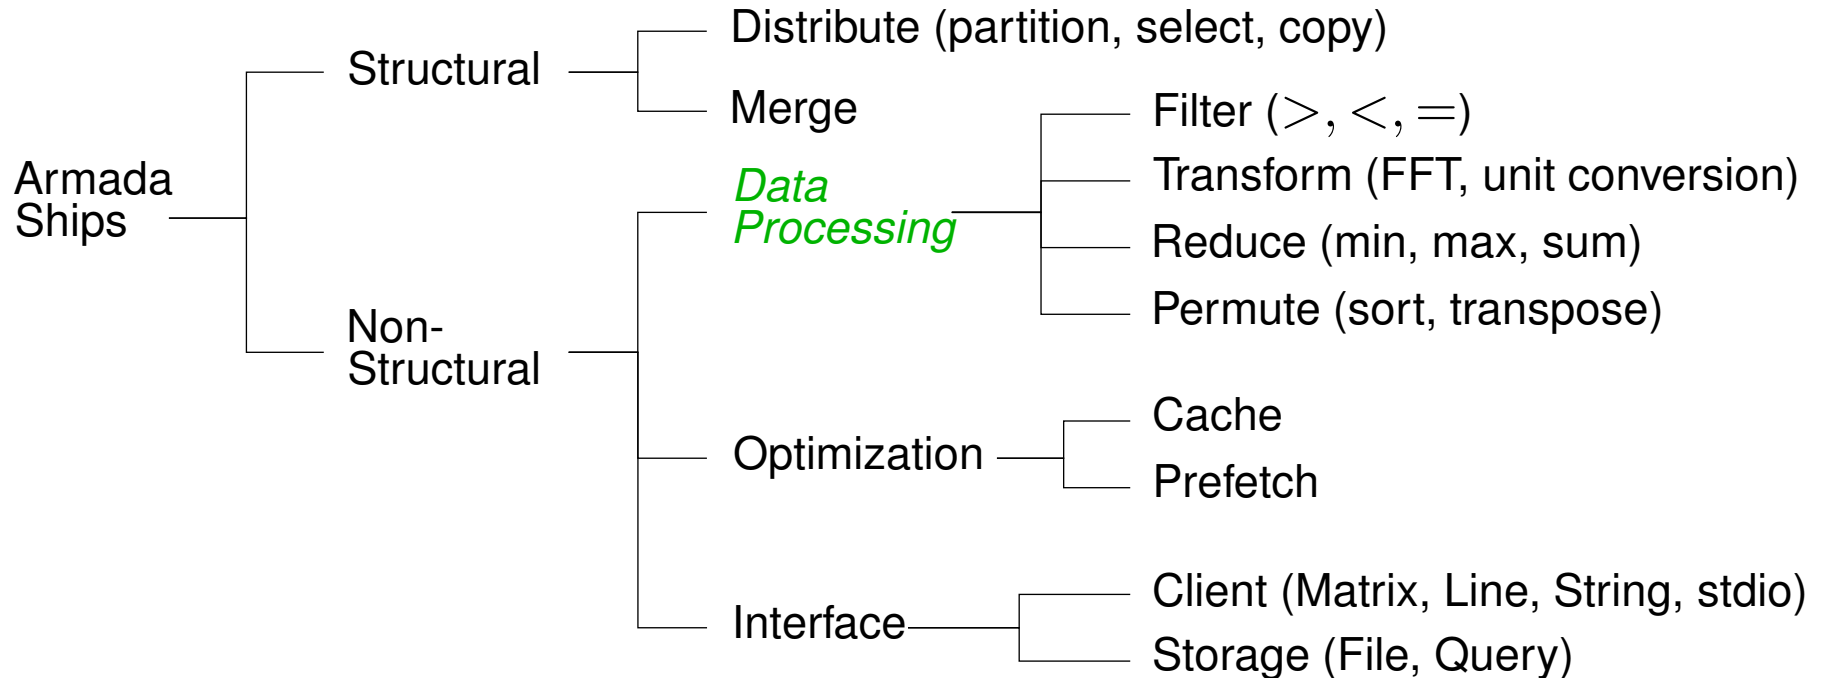 Armada
Ships
Structural
Distribute (partition, select, copy)
Merge
Non-
Structural
Data
Processing
Filter (>, <, =)
Transform (FFT, unit conversion)
Reduce (min, max, sum)
Permute (sort, transpose)
Optimization
Cache
Prefetch
Interface
Client (Matrix, Line, String, stdio)
Storage (File, Query)